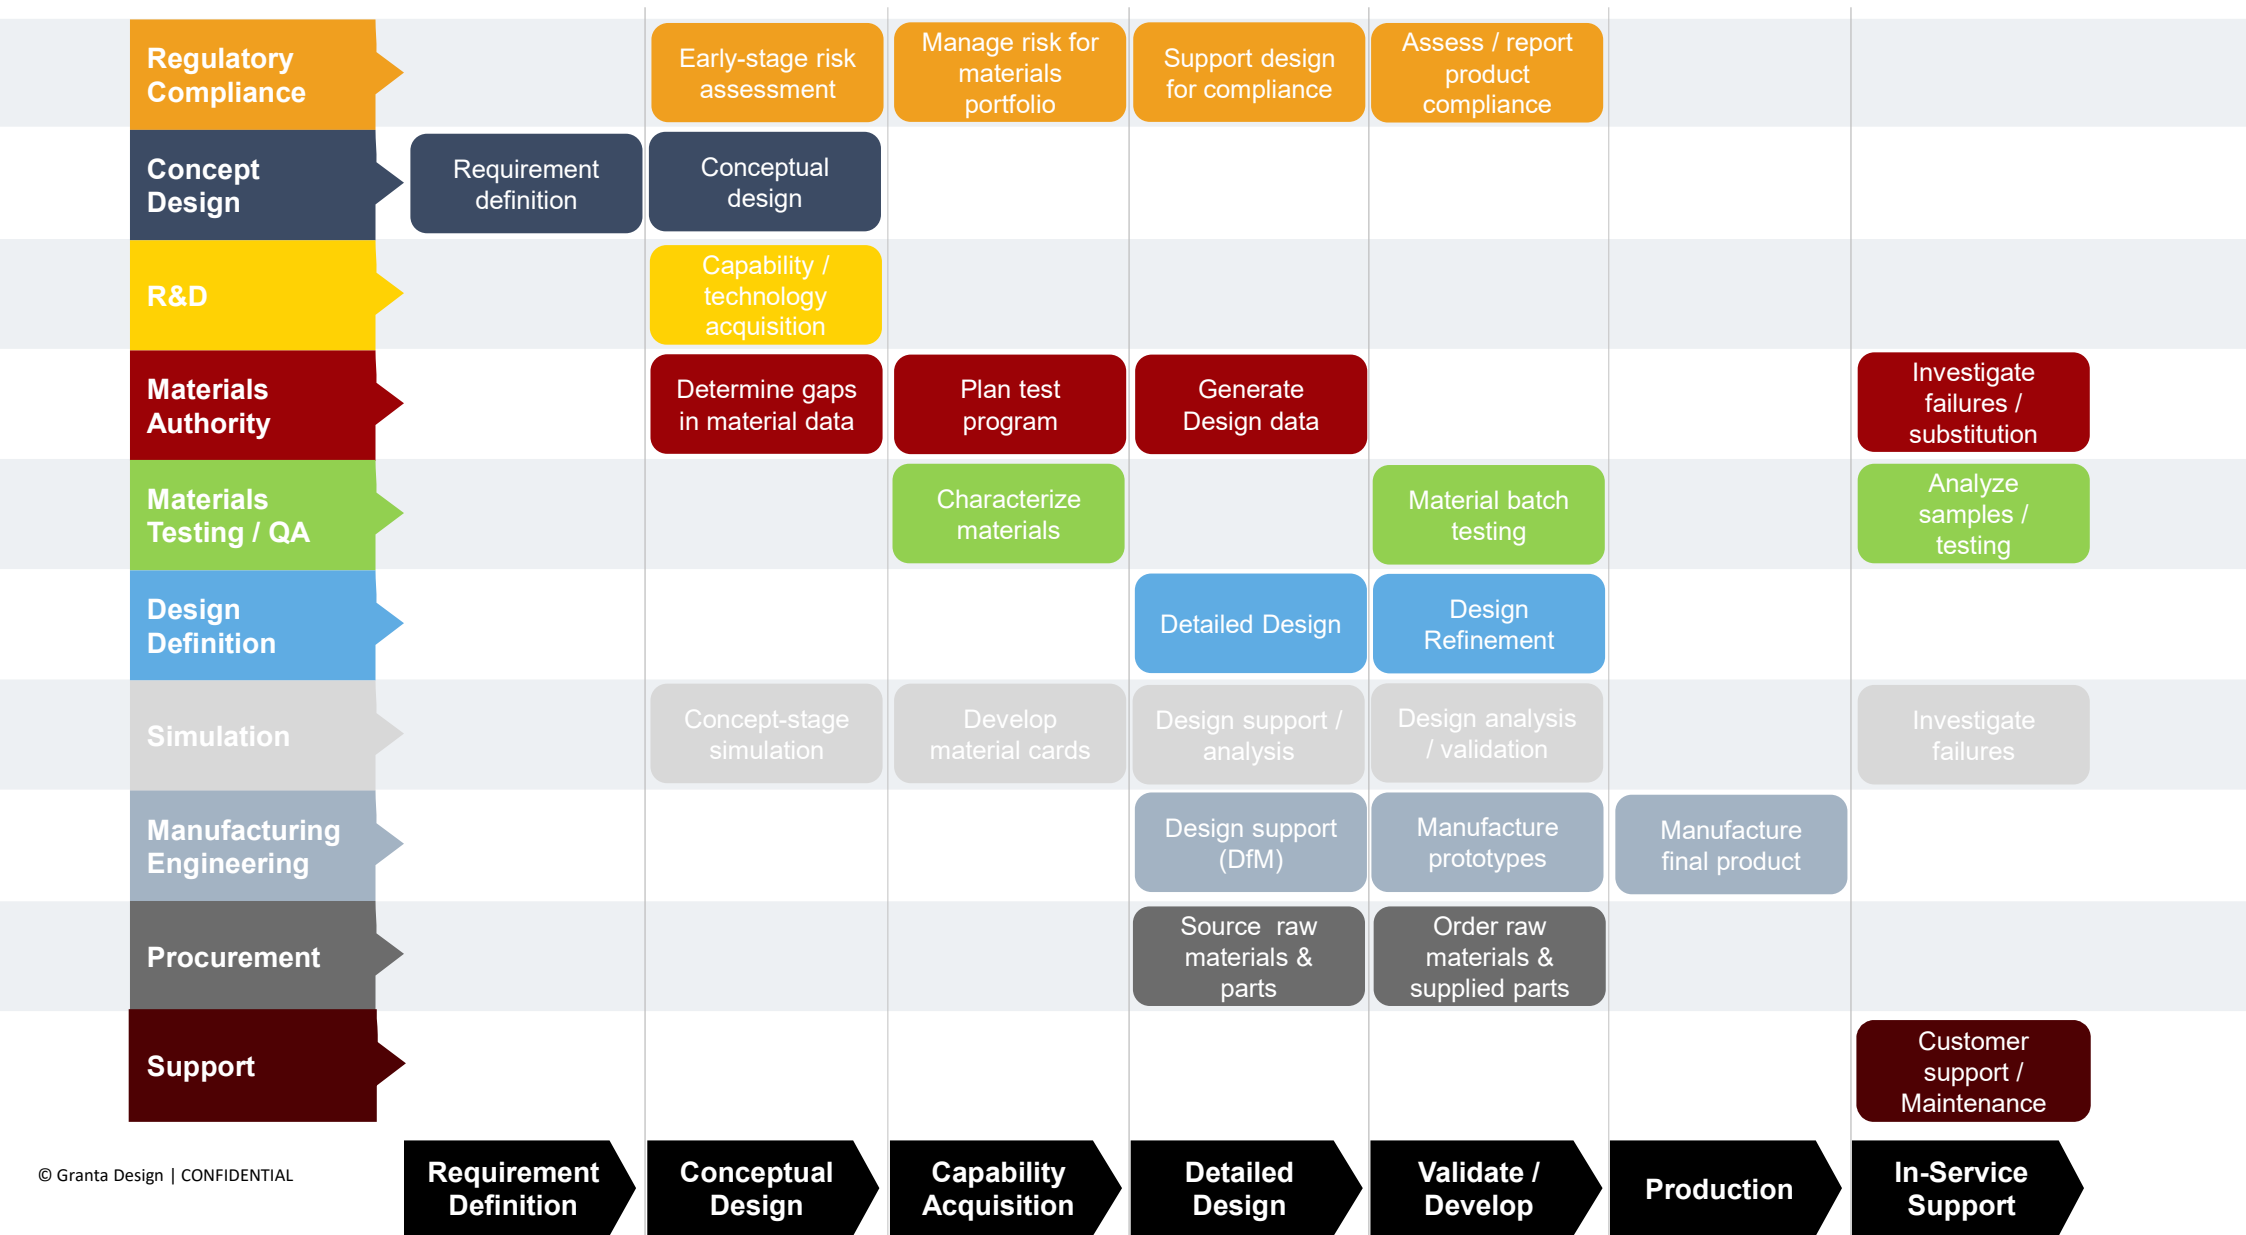 Regulatory
Compliance
Early-stage risk
assessment
Manage risk for
materials
portfolio
Support design
for compliance
Assess / report
product
compliance
Concept
Design
Requirement
definition
Conceptual
design
R&D
Capability /
technology
acquisition
Materials
Authority
Determine gaps
in material data
Plan test
program
Generate
Design data
Investigate
failures /
substitution
Materials
Testing / QA
Characterize
materials
Material batch
testing
Analyze
samples /
testing
Design
Definition
Detailed Design
Design
Refinement
Simulation
Concept-stage
simulation
Develop
material cards
Design support /
analysis
Design analysis
/ validation
Investigate
failures
Manufacturing
Engineering
Design support
(DfM)
Manufacture
prototypes
Manufacture
final product
Procurement
Source raw
materials &
parts
Order raw
materials &
supplied parts
Support
Customer
support /
Maintenance
© Granta Design | CONFIDENTIAL
Requirement
Definition
Conceptual
Design
Capability
Acquisition
Detailed
Design
Validate /
Develop
Production
In-Service
Support